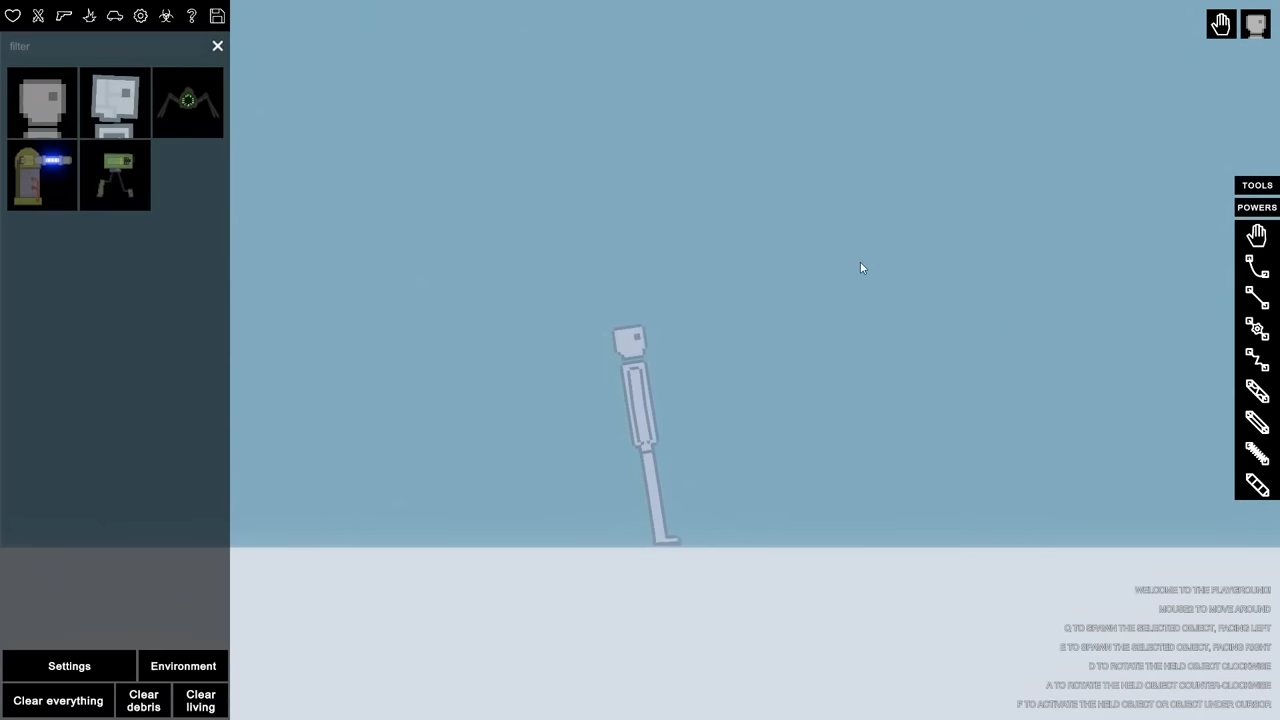 filter
TOOLS
POWERS
WELCOME TO THE PLAYGROUND!
MOUSE2 TO MOVE AROUND
Q TO SPAWN THE SELECTED OBJECT, FACING LEFT
E TO SPAWN THE SELECTED OBJECT, FACING RIGHT
D TO ROTATE THE HELD OBJECT CLOCKWISE
A TO ROTATE THE HELD OBJECT COUNTER-CLOCKWISE
F TO ACTIVATE THE HELD OBJECT OR OBJECT UNDER CURSOR
Settings
Environment
Clear everything
Clear
debris
Clear
living